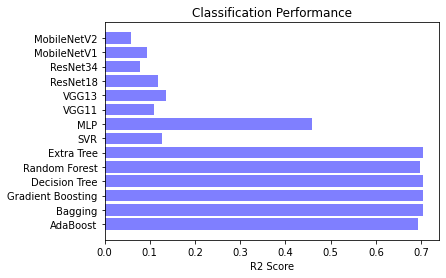 Classification Performance
MobileNetV2
MobileNetV1
ResNet34
ResNet18
VGG13
VGG11
MLP
SVR
Extra Tree
Random Forest
Decision Tree
Gradient Boosting
Bagging
AdaBoost
0.0 0.1 0.2 0.3 0.4 0.5 0.6 0.7
R2 Score